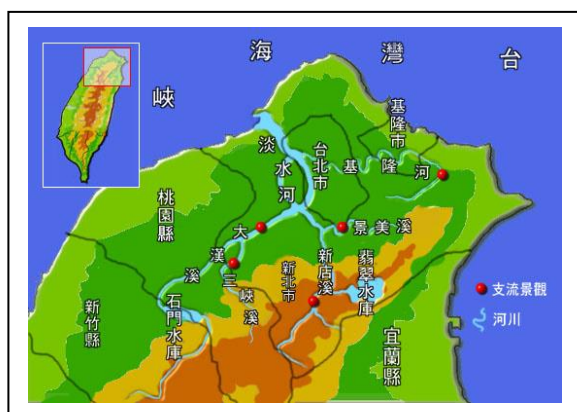 台灣海峽
基隆市
台北市
淡水河
基隆河
桃園縣
大漢溪
景美溪
三峽溪
新北市
新店溪
翡翠水庫
石門水庫
新竹縣
宜蘭縣
支流景觀
河川